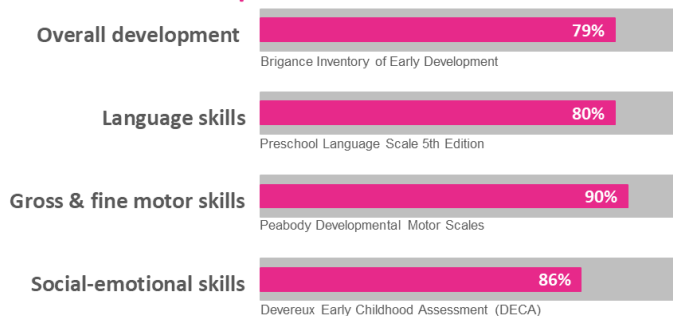 Overall development
79%
Brigance Inventory of Early Development
Language skills
80%
Preschool Language Scale 5th Edition
Gross & fine motor skills
90%
Peabody Developmental Motor Scales
Social-emotional skills
86%
Devereux Early Childhood Assessment (DECA)